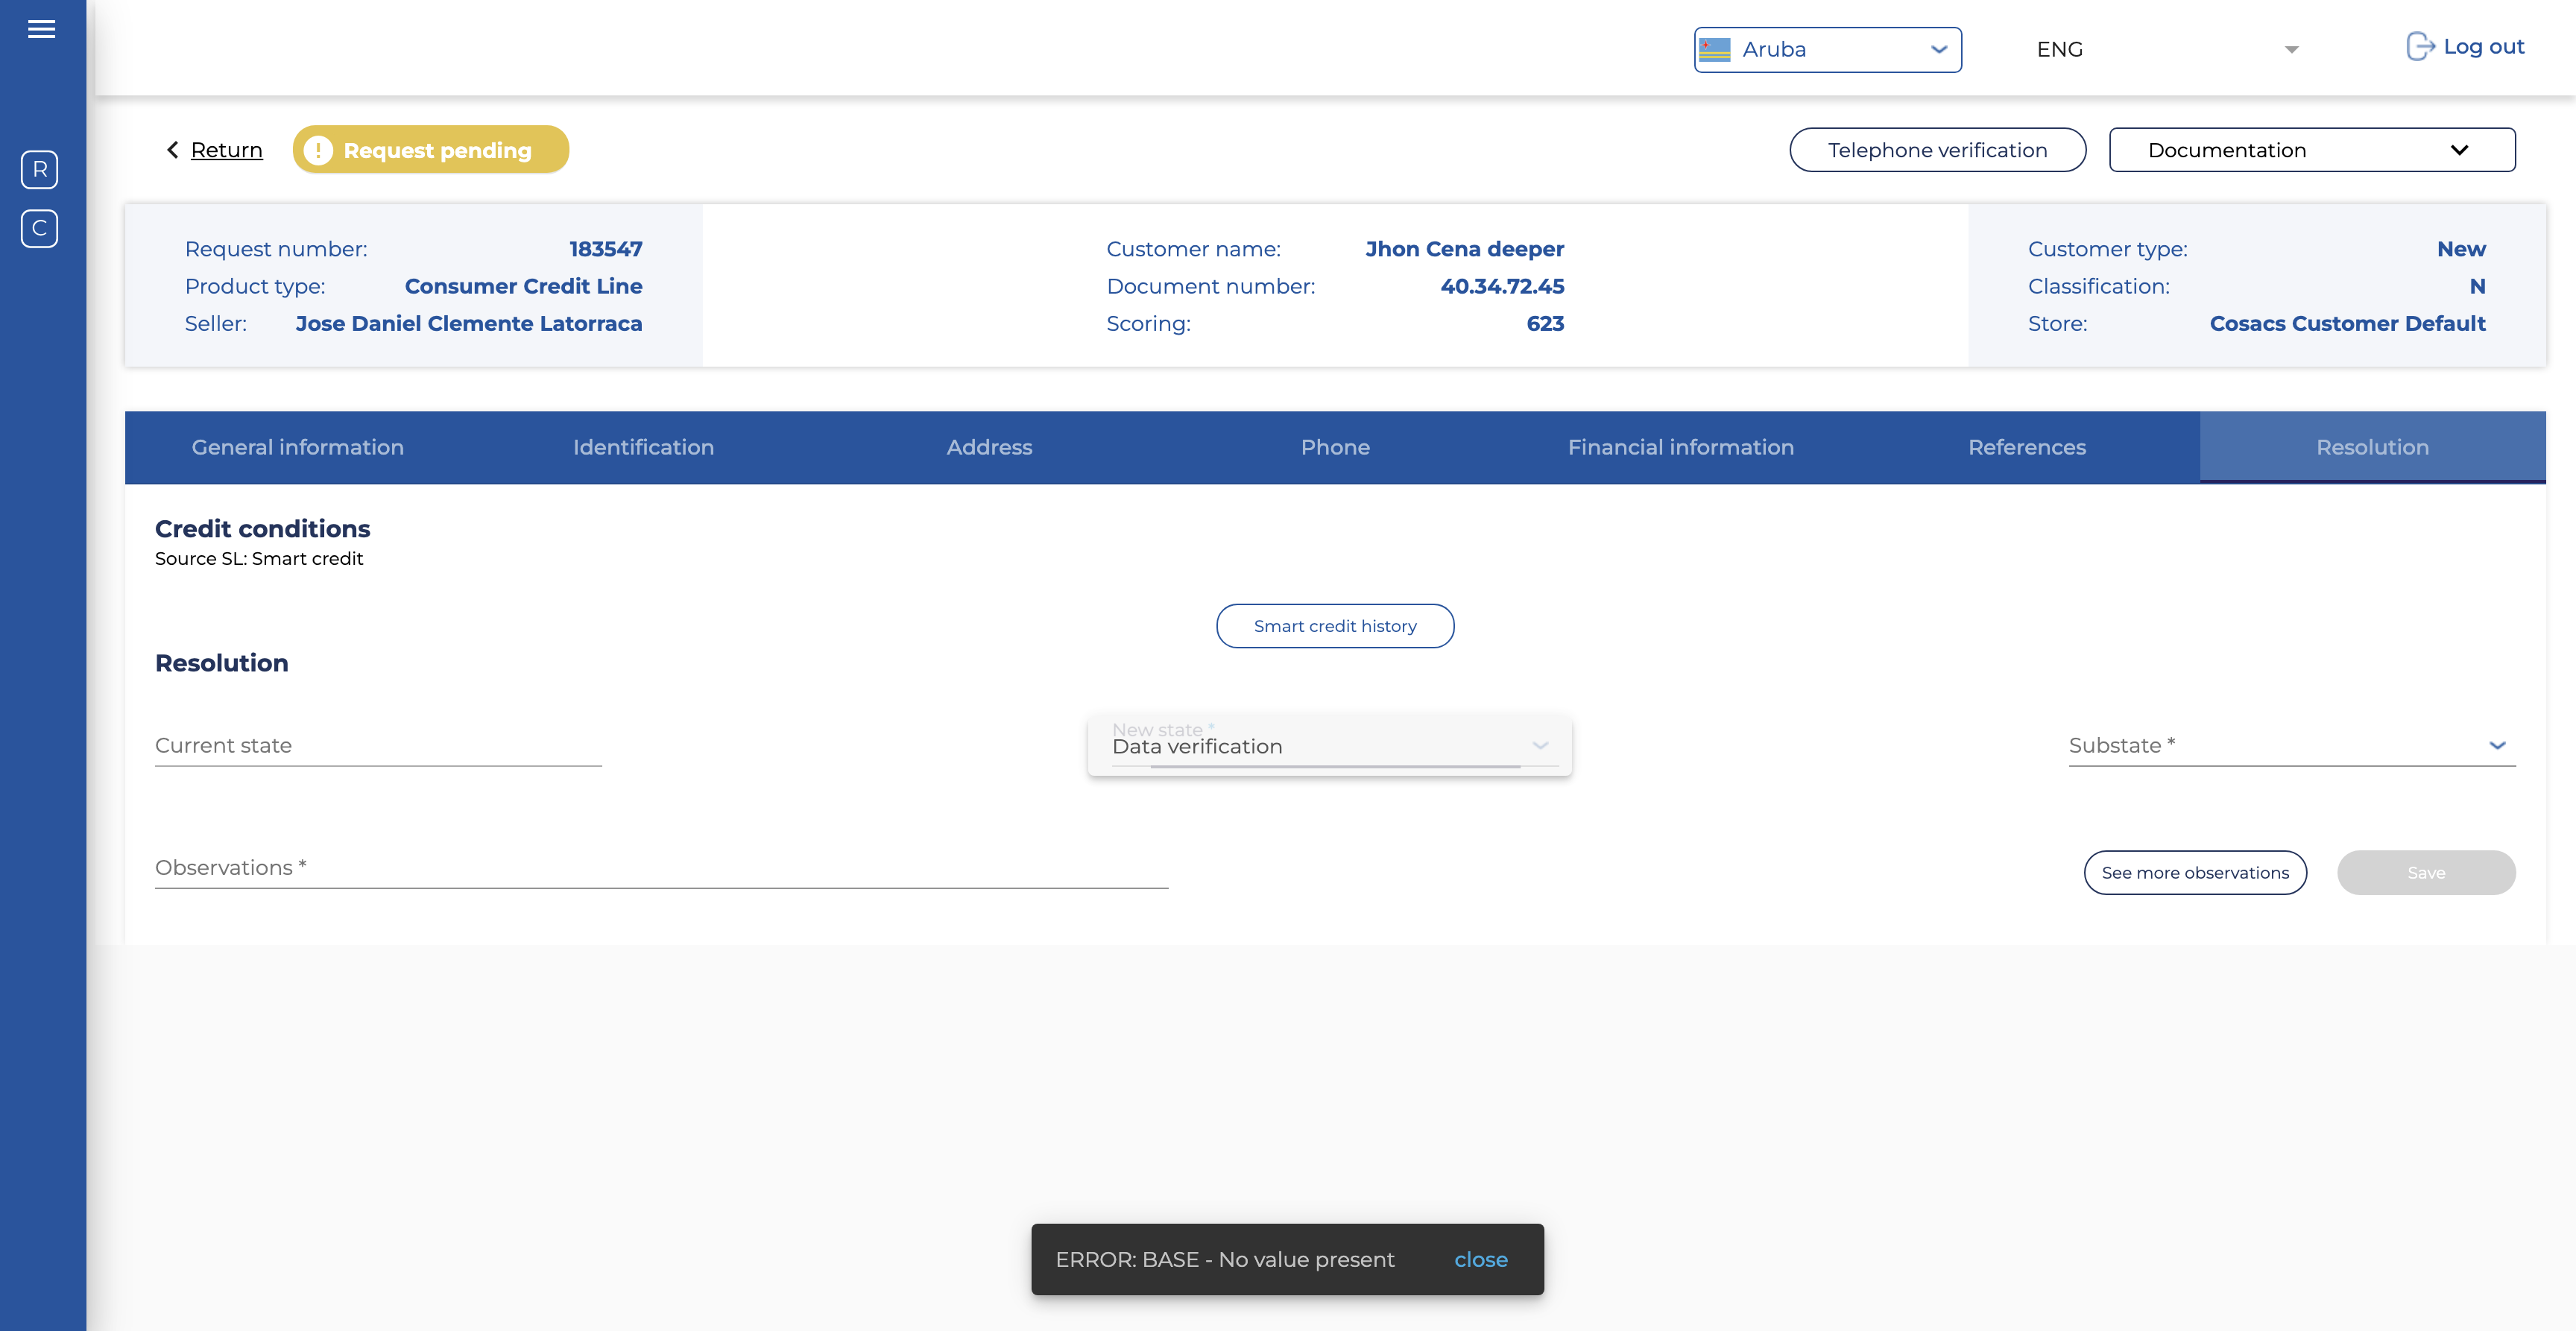 Aruba
ENG
Log out
Return
Request pending
Telephone verification
Documentation
R
C
Request number: 183547
Product type: Consumer Credit Line
Seller: Jose Daniel Clemente Latorraca
Customer name: Jhon Cena deeper
Document number: 40.34.72.45
Scoring: 623
Customer type: New
Classification: N
Store: Cosacs Customer Default
General information
Identification
Address
Phone
Financial information
References
Resolution
Credit conditions
Source SL: Smart credit
Smart credit history
Resolution
Current state
New state *
Data verification
Substate *
Observations *
See more observations
Save
ERROR: BASE - No value present
close